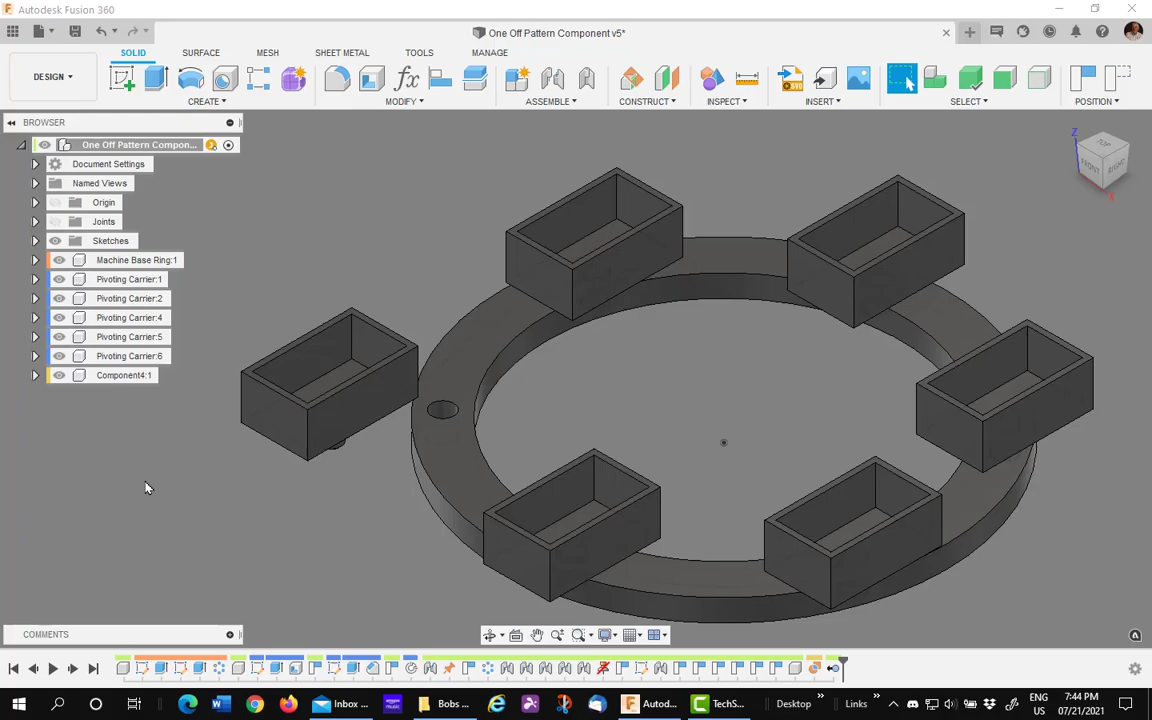 Autodesk Fusion 360
One Off Pattern Component v5*
SOLID SURFACE MESH SHEET METAL TOOLS MANAGE
DESIGN
CREATE MODIFY ASSEMBLE CONSTRUCT INSPECT INSERT SELECT POSITION
BROWSER
One Off Pattern Compon...
Document Settings
Named Views
Origin
Joints
Sketches
Machine Base Ring:1
Pivoting Carrier:1
Pivoting Carrier:2
Pivoting Carrier:4
Pivoting Carrier:5
Pivoting Carrier:6
Component4:1
Z
TOP
FRONT
RIGHT
X
COMMENTS
Inbox ...
Bobs ...
Autod...
TechS...
Desktop
Links
ENG
US
7:44 PM
07/21/2021